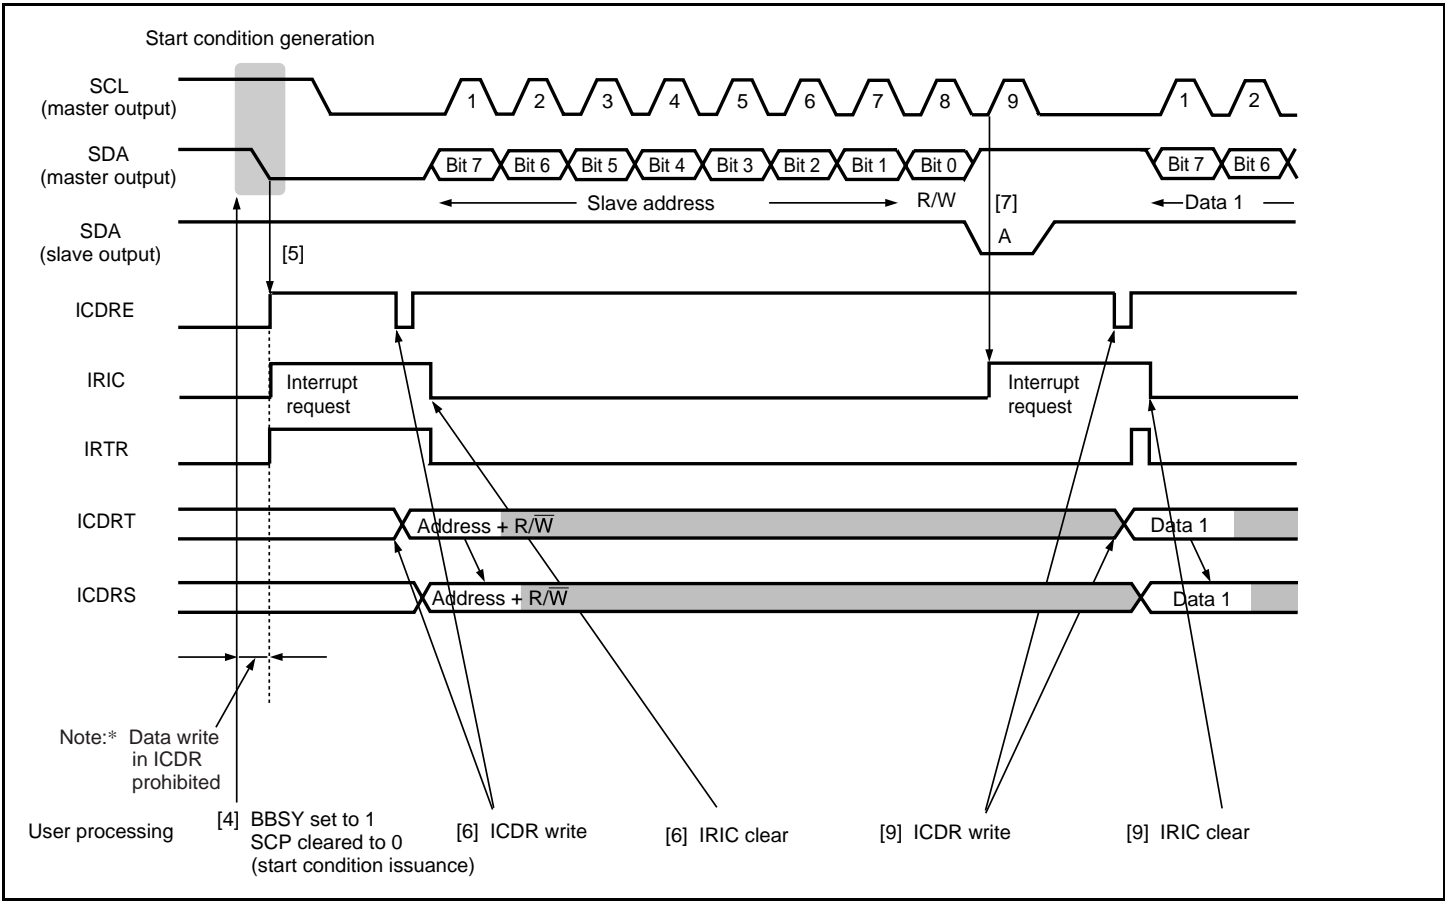 Start condition generation
SCL
(master output)
1 2 3 4 5 6 7 8 9 1 2
SDA
(master output)
Bit 7 Bit 6 Bit 5 Bit 4 Bit 3 Bit 2 Bit 1 Bit 0 Bit 7 Bit 6
Slave address R/W [7] Data 1
SDA
(slave output)
A
[5]
ICDRE
IRIC
Interrupt
request
Interrupt
request
IRTR
ICDRT
Address + R/W̅
Data 1
ICDRS
Address + R/W̅
Data 1
Note:* Data write
in ICDR
prohibited
User processing
[4] BBSY set to 1
SCP cleared to 0
(start condition issuance)
[6] ICDR write
[6] IRIC clear
[9] ICDR write
[9] IRIC clear